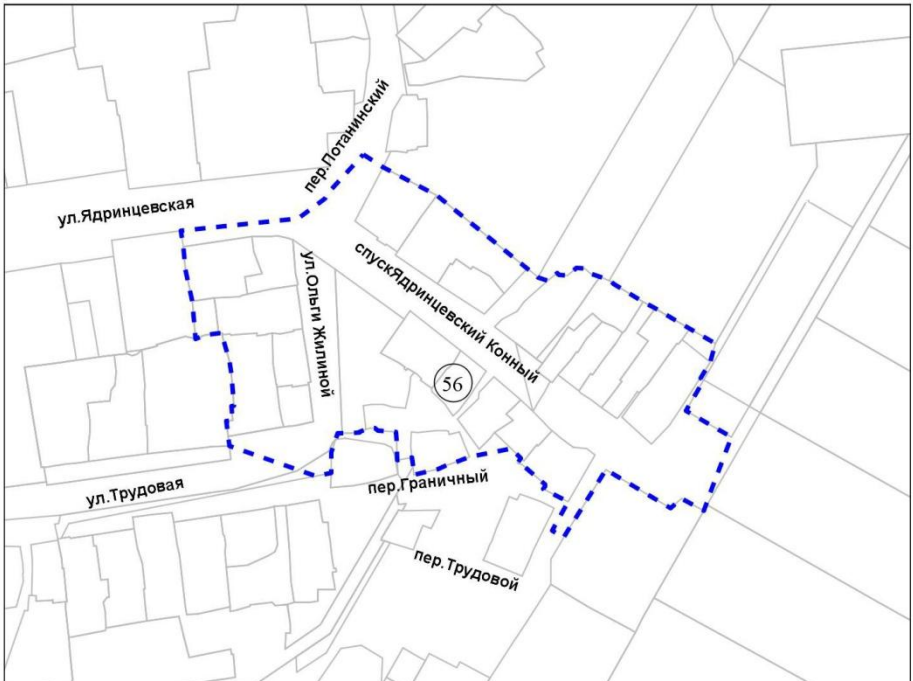 пер.Потанинский
ул.Ядринцевская
спускЯдринцевский Конный
ул.Ольги Жилиной
56
ул.Трудовая
пер.Граничный
пер.Трудовой